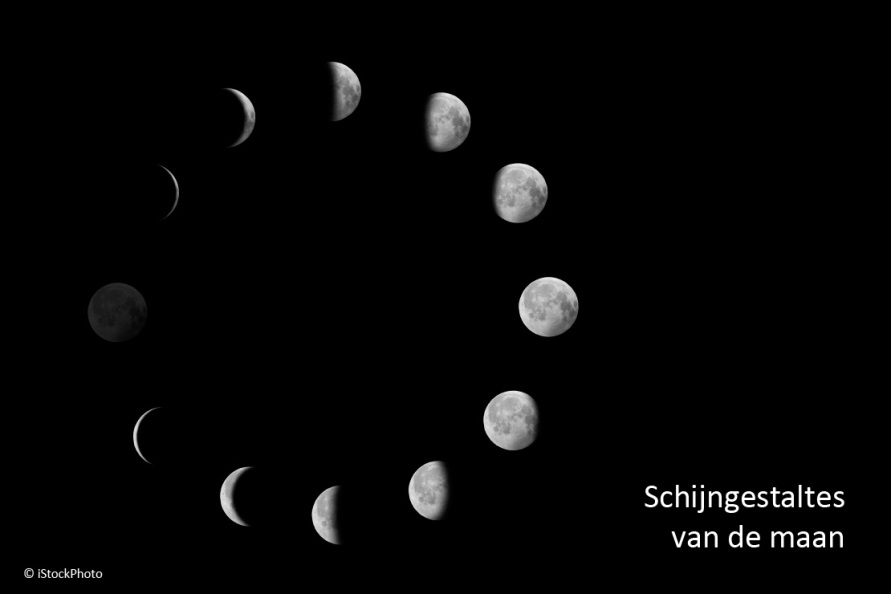 Schijngestaltes
van de maan
© iStockPhoto